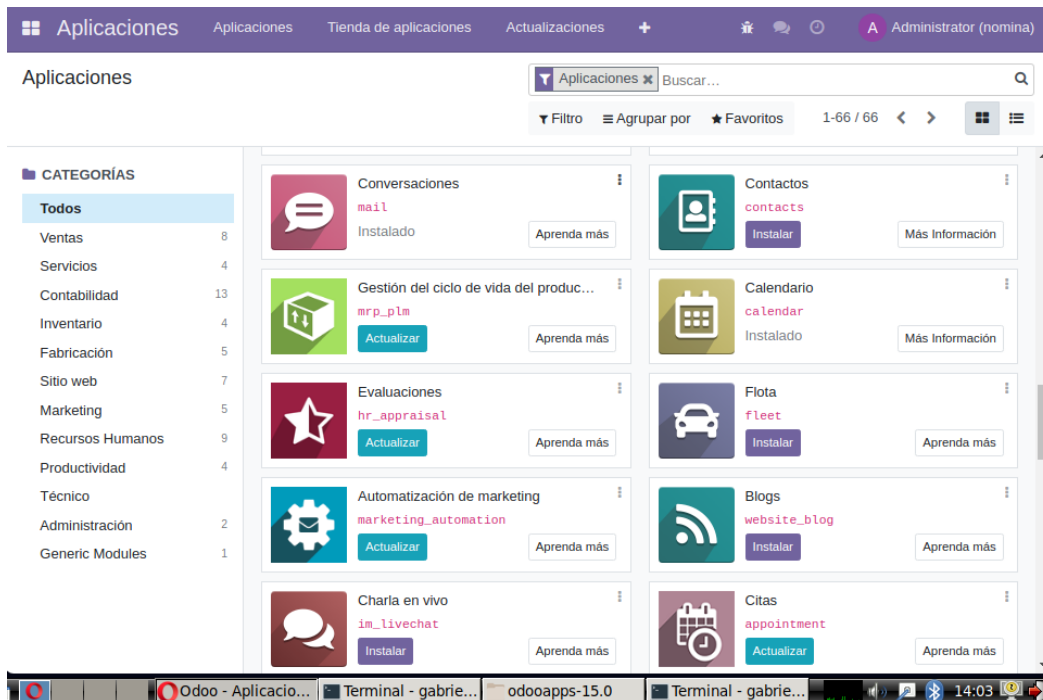 Aplicaciones Aplicaciones Tienda de aplicaciones Actualizaciones + A Administrator (nomina)
Aplicaciones
Aplicaciones Buscar...
Filtro Agrupar por Favoritos 1-66 / 66
CATEGORÍAS
Todos
Ventas 8
Servicios 4
Contabilidad 13
Inventario 4
Fabricación 5
Sitio web 7
Marketing 5
Recursos Humanos 9
Productividad 4
Técnico
Administración 2
Generic Modules 1
Conversaciones
mail
Instalado Aprenda más
Contactos
contacts
Instalar Más Información
Gestión del ciclo de vida del produc...
mrp_plm
Actualizar Aprenda más
Calendario
calendar
Instalado Más Información
Evaluaciones
hr_appraisal
Actualizar Aprenda más
Flota
fleet
Instalar Aprenda más
Automatización de marketing
marketing_automation
Actualizar Aprenda más
Blogs
website_blog
Instalar Aprenda más
Charla en vivo
im_livechat
Instalar Aprenda más
Citas
appointment
Actualizar Aprenda más
Odoo - Aplicacio... Terminal - gabrie... odooapps-15.0 Terminal - gabrie... 14:03